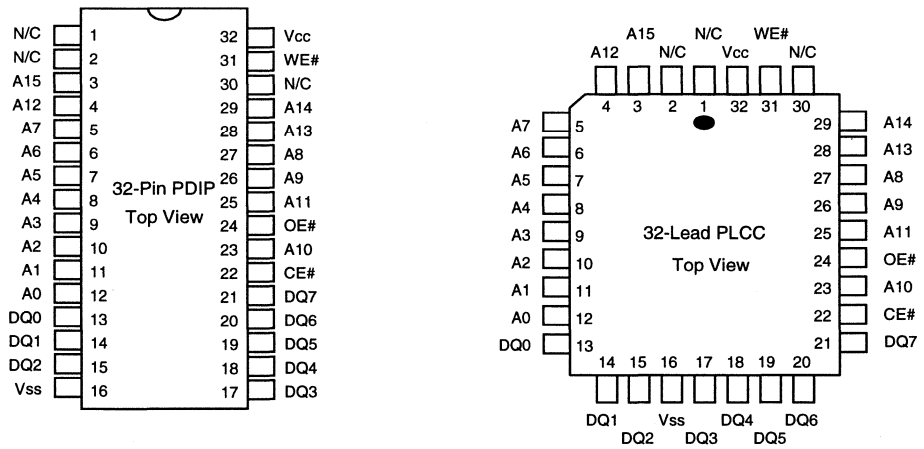 N/C 1 32 Vcc
N/C 2 31 WE#
A15 3 30 N/C
A12 4 29 A14
A7 5 28 A13
A6 6 27 A8
A5 7 26 A9
32-Pin PDIP
A4 8 25 A11
Top View
A3 9 24 OE#
A2 10 23 A10
A1 11 22 CE#
A0 12 21 DQ7
DQ0 13 20 DQ6
DQ1 14 19 DQ5
DQ2 15 18 DQ4
Vss 16 17 DQ3
A15 N/C WE#
A12 N/C Vcc N/C
4 3 2 1 32 31 30
A7 5 29 A14
A6 6 28 A13
A5 7 27 A8
A4 8 26 A9
A3 9 25 A11
32-Lead PLCC
A2 10 24 OE#
Top View
A1 11 23 A10
A0 12 22 CE#
DQ0 13 21 DQ7
14 15 16 17 18 19 20
DQ1 Vss DQ4 DQ6
DQ2 DQ3 DQ5